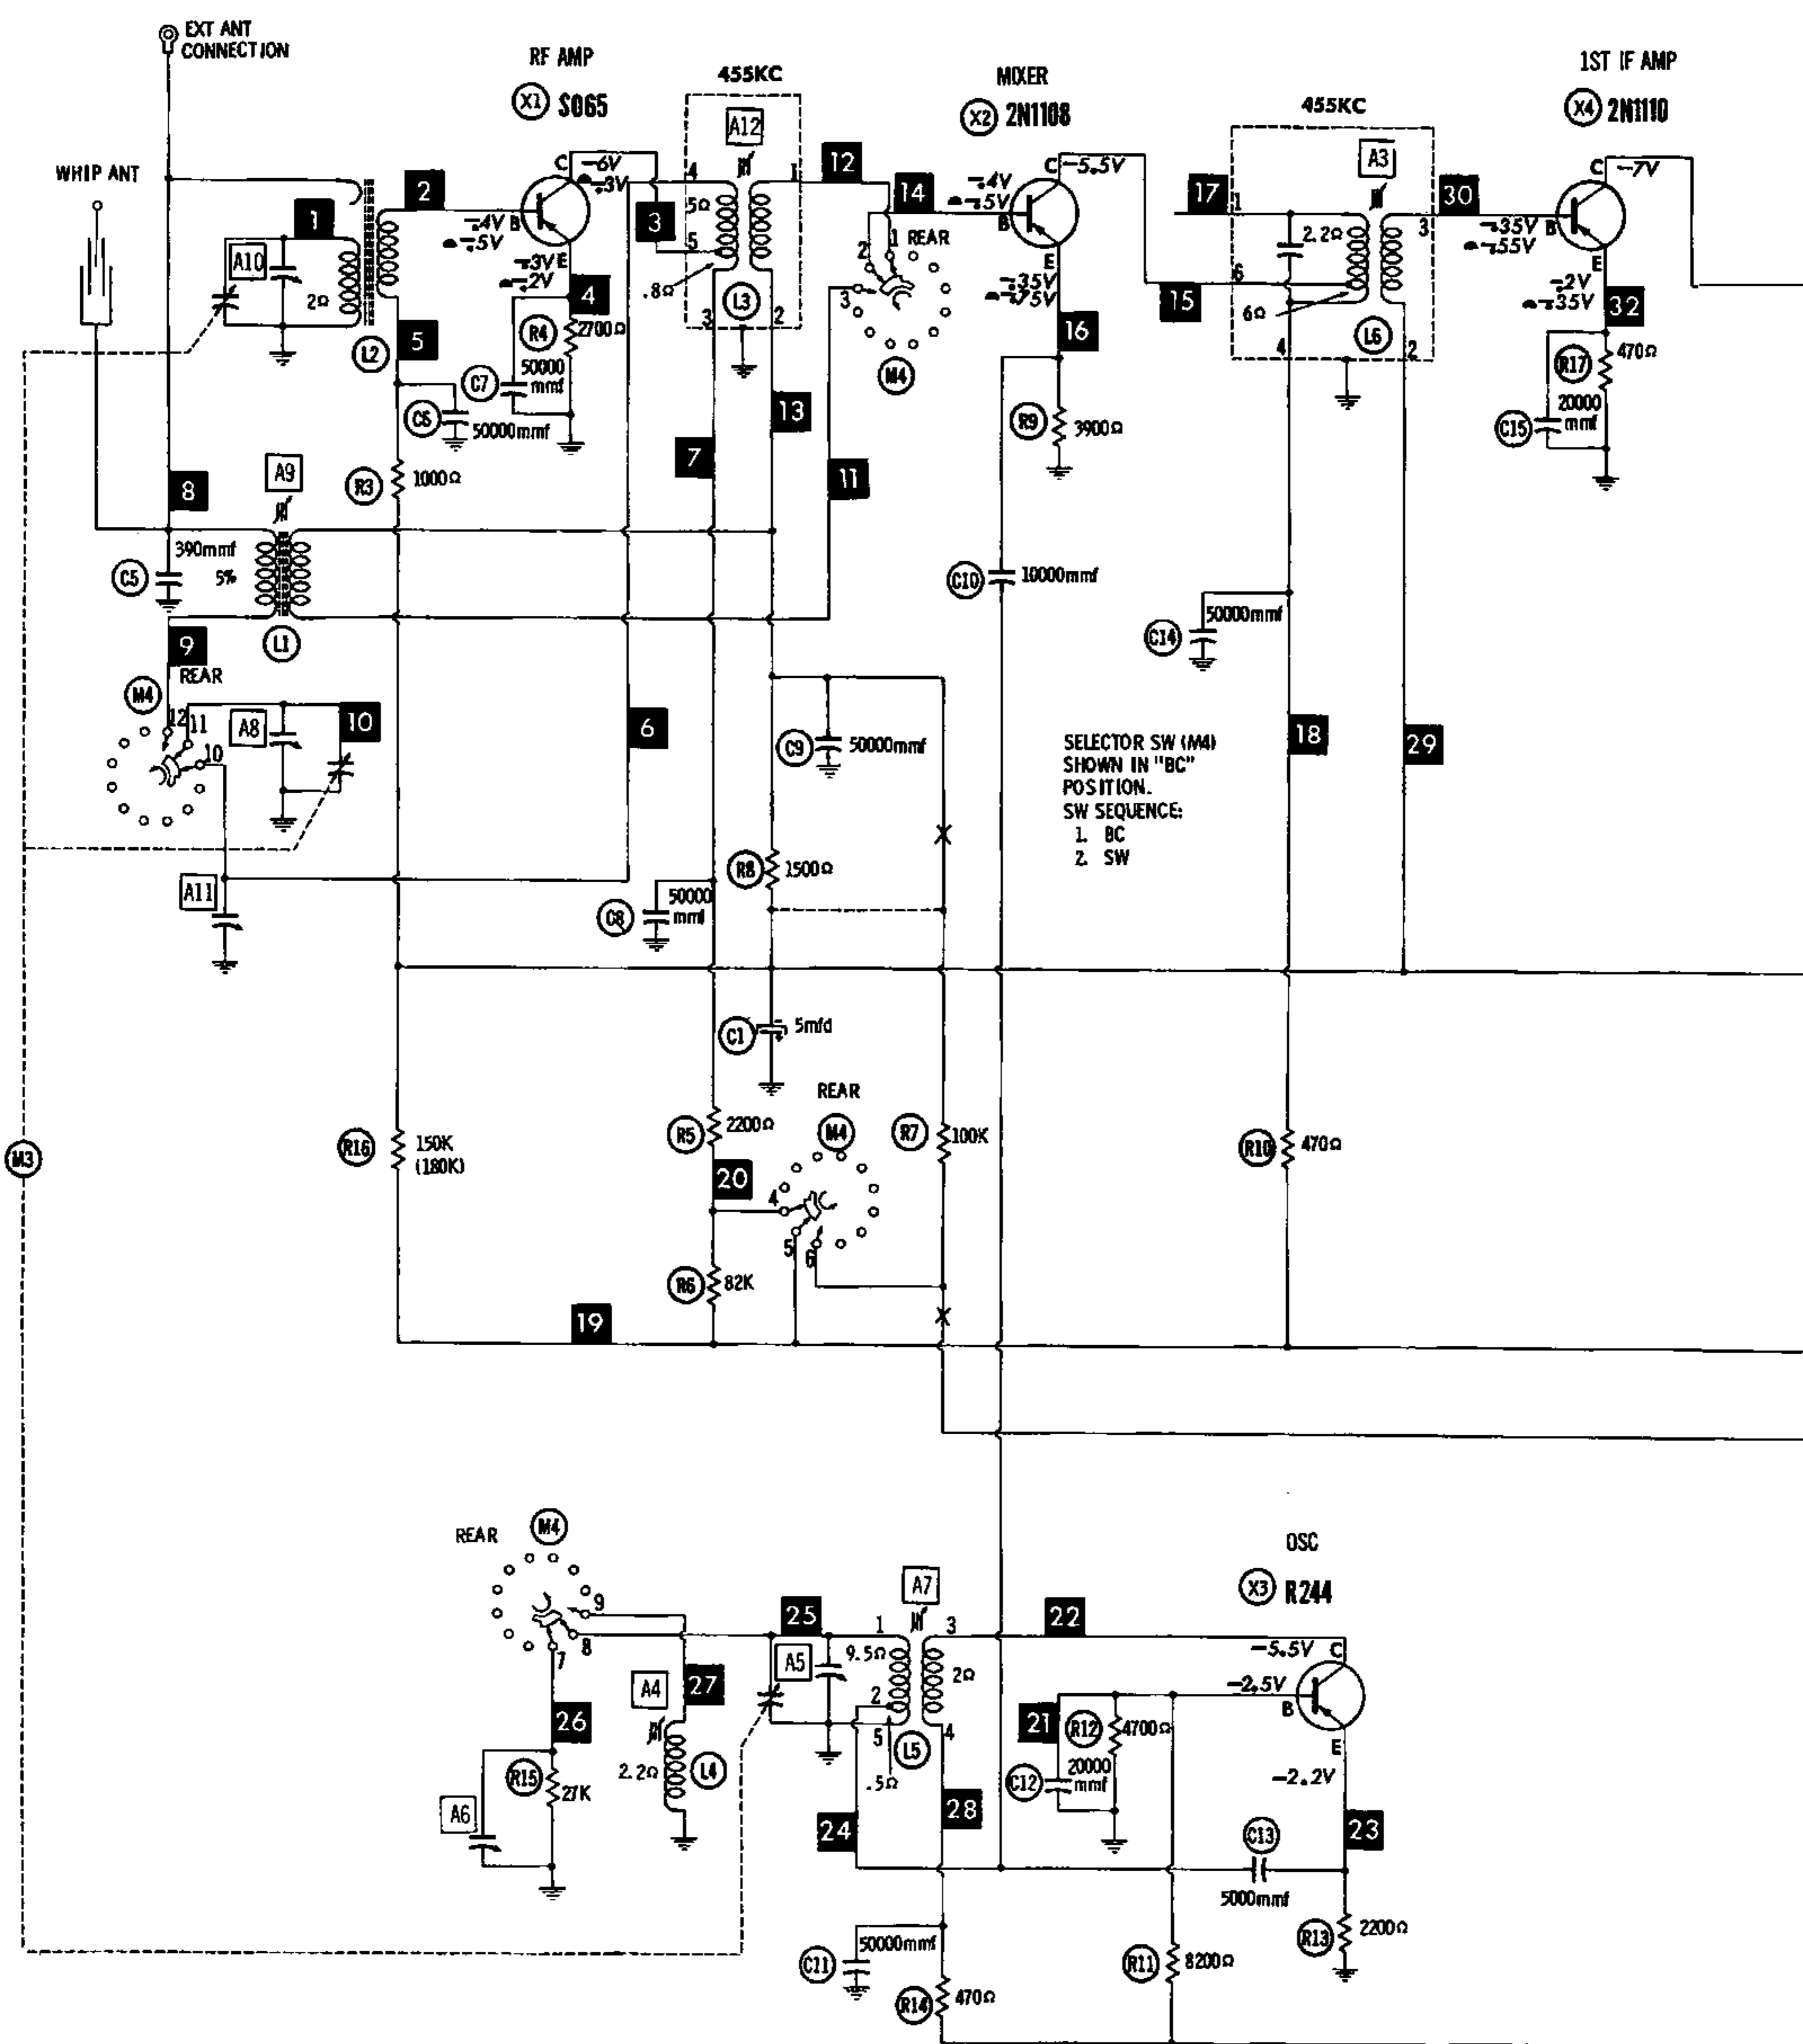 EXT ANT
CONNECTION
RF AMP
X1 S065
455KC
A12
MIXER
X2 2N1108
455KC
A3
1ST IF AMP
X4 2N1110
WHIP ANT
1
2
A10
2Ω
L2
5
C
-6V
-.3V
-.4V B
-.5V
-.3V E
-.2V
4
R4
2700Ω
C7
50000
mmf
C6
50000mmf
3
4
5Ω
5
.8Ω
3
L3
1
2
12
14
1 REAR
2
3
M4
-.4V
-.5V
B
C -5.5V
E
-.35V
-.75V
16
R9
3900Ω
17
1
2.2Ω
6
15
6Ω
4
L6
3
2
30
-.35V
-.55V
B
C
-7V
E
-.2V
-.35V
32
R17
470Ω
20000
mmf
C15
8
A9
R3
1000Ω
7
13
11
390mmf
5%
C5
L1
9
REAR
M4
12
11
10
A8
10
A11
6
C10
10000mmf
50000mmf
C14
C9
50000mmf
SELECTOR SW (M4)
SHOWN IN "BC"
POSITION.
SW SEQUENCE:
1. BC
2. SW
18
29
R8
1500Ω
50000
mmf
C8
C1
5mfd
REAR
M3
R16
150K
(180K)
R5
2200Ω
M4
R7
100K
R10
470Ω
20
4
5
6
R6
82K
19
REAR
M4
OSC
X3 R244
9
8
7
25
A7
1
3
22
A5
9.5Ω
2Ω
2
5
4
L5
.5Ω
A4
27
26
2.2Ω
L4
R15
27K
A6
24
28
21
R12
4700Ω
20000
mmf
C12
-5.5V
C
-2.5V
B
E
-2.2V
23
C13
5000mmf
50000mmf
C11
R14
470Ω
R11
8200Ω
R13
2200Ω